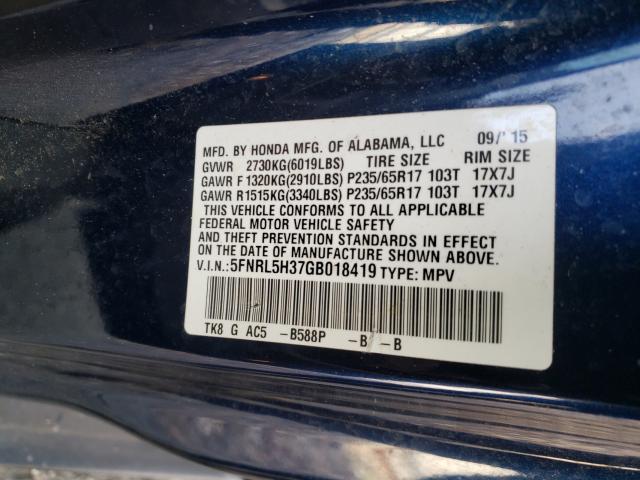 MFD. BY HONDA MFG. OF ALABAMA, LLC 09/'15
GVWR 2730KG(6019LBS) TIRE SIZE RIM SIZE
GAWR F 1320KG(2910LBS) P235/65R17 103T 17X7J
GAWR R1515KG(3340LBS) P235/65R17 103T 17X7J
THIS VEHICLE CONFORMS TO ALL APPLICABLE
FEDERAL MOTOR VEHICLE SAFETY
AND THEFT PREVENTION STANDARDS IN EFFECT
ON THE DATE OF MANUFACTURE SHOWN ABOVE.
V.I.N.:5FNRL5H37GB018419 TYPE: MPV
TK8 G AC5 -B588P -B -B